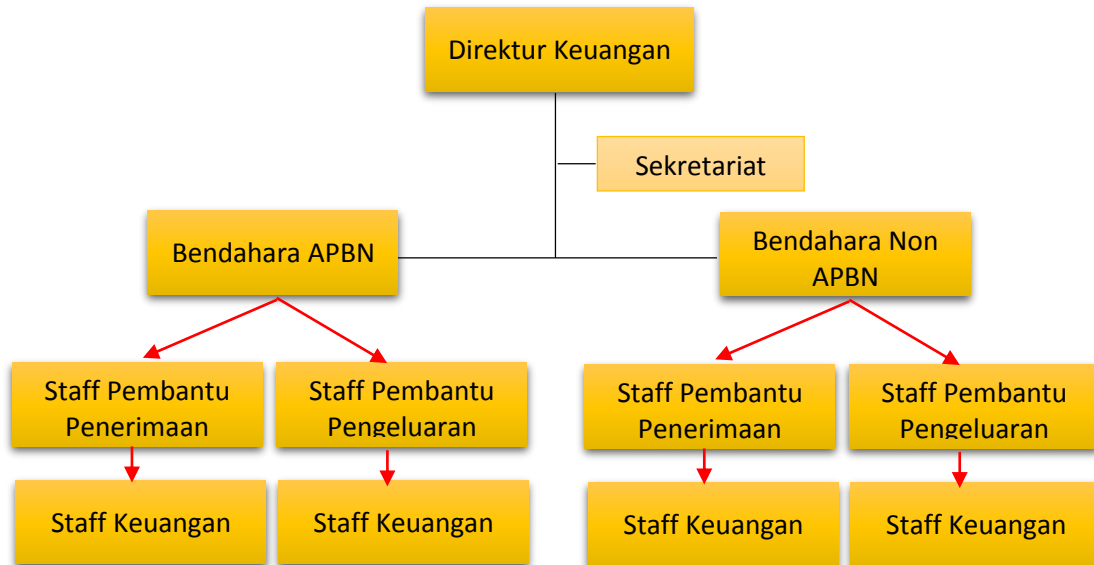 Direktur Keuangan
Sekretariat
Bendahara APBN
Bendahara Non
APBN
Staff Pembantu
Penerimaan
Staff Pembantu
Pengeluaran
Staff Pembantu
Penerimaan
Staff Pembantu
Pengeluaran
Staff Keuangan
Staff Keuangan
Staff Keuangan
Staff Keuangan